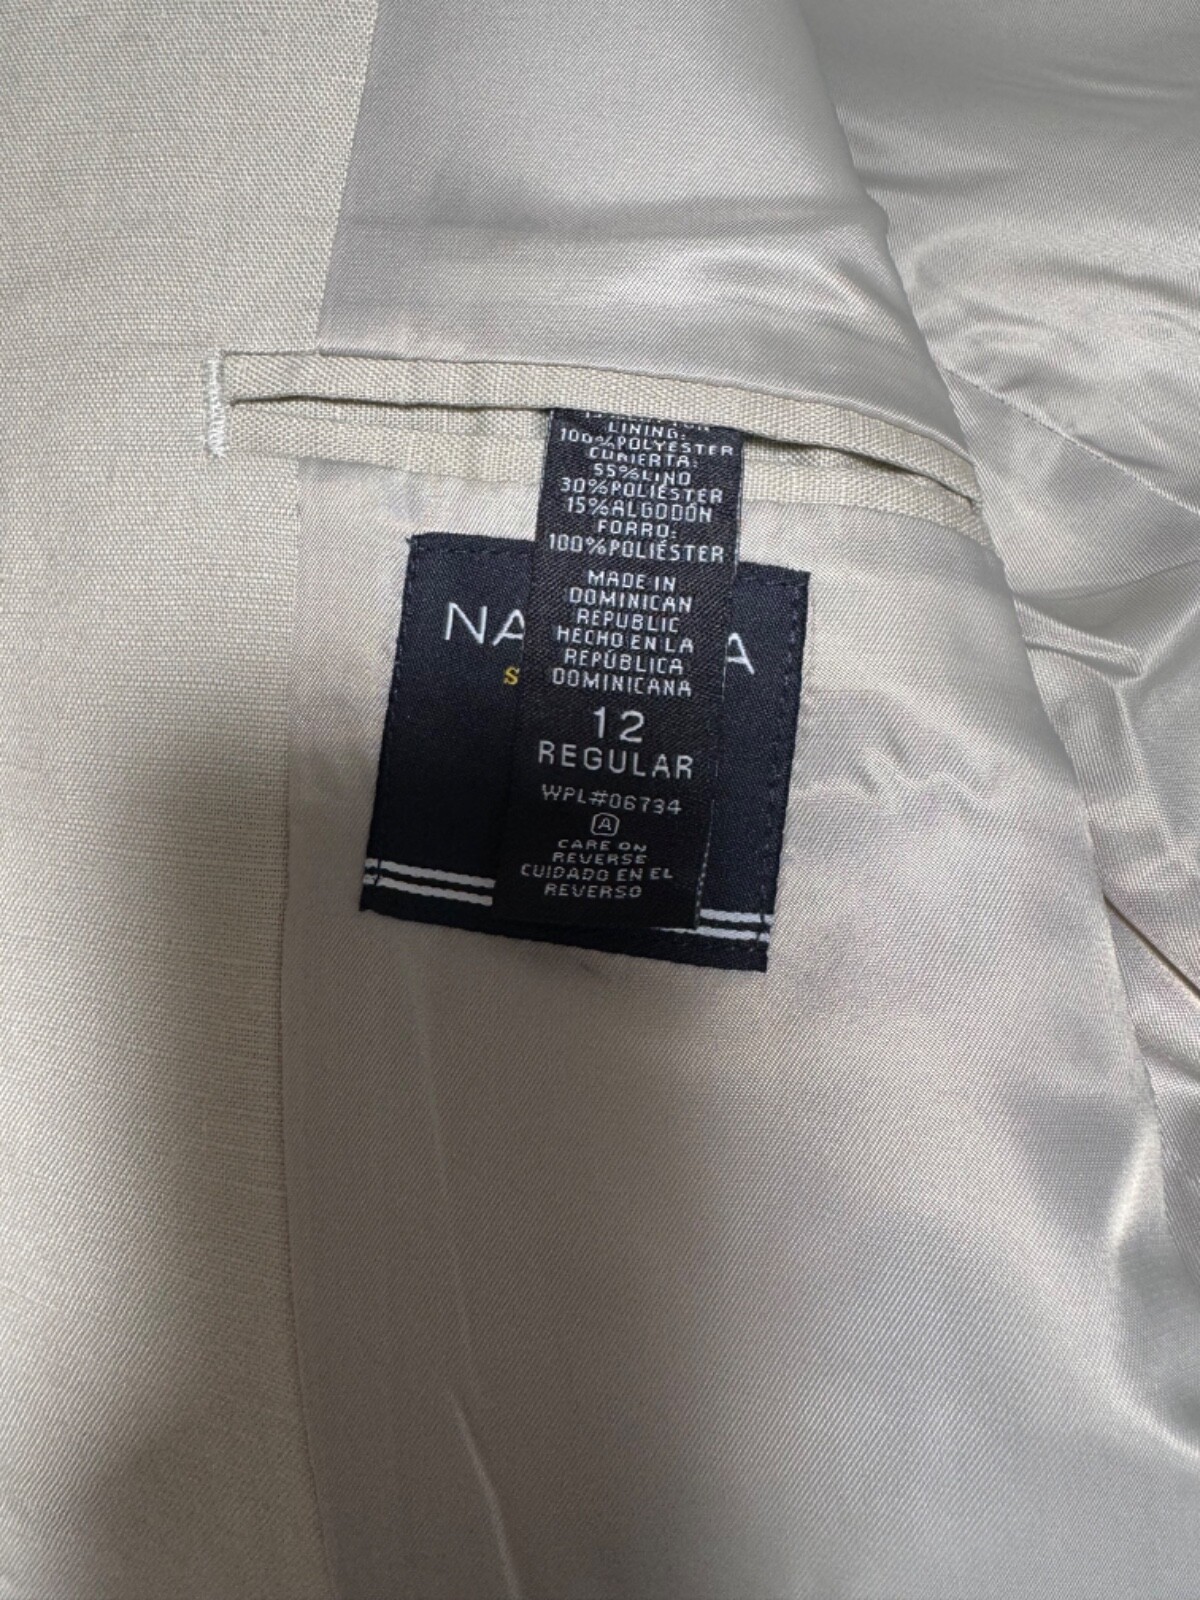 LINING:
100%POLYESTER
CUBIERTA:
55%LINO
30%POLIÉSTER
15%ALGODÓN
FORRO:
100%POLIÉSTER
MADE IN
DOMINICAN
REPUBLIC
HECHO EN LA
REPÚBLICA
DOMINICANA
12
REGULAR
WPL#06734
A
CARE ON
REVERSE
CUIDADO EN EL
REVERSO
NA A
S